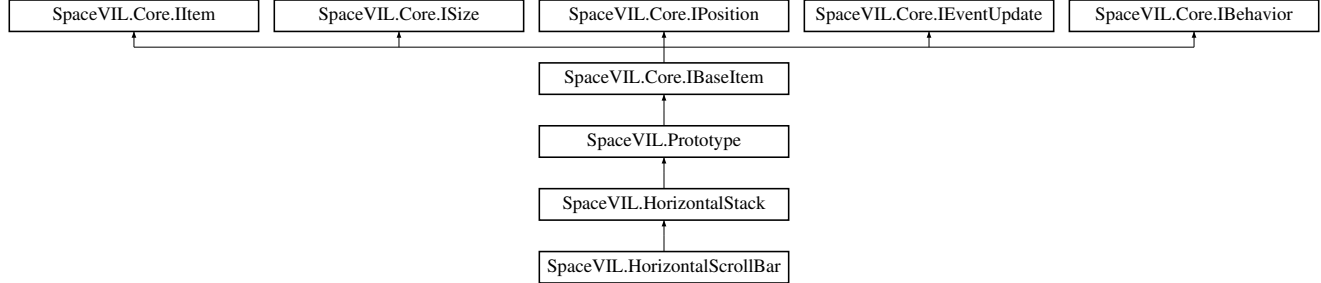 SpaceVIL.Core.IItem
SpaceVIL.Core.ISize
SpaceVIL.Core.IPosition
SpaceVIL.Core.IEventUpdate
SpaceVIL.Core.IBehavior
SpaceVIL.Core.IBaseItem
SpaceVIL.Prototype
SpaceVIL.HorizontalStack
SpaceVIL.HorizontalScrollBar